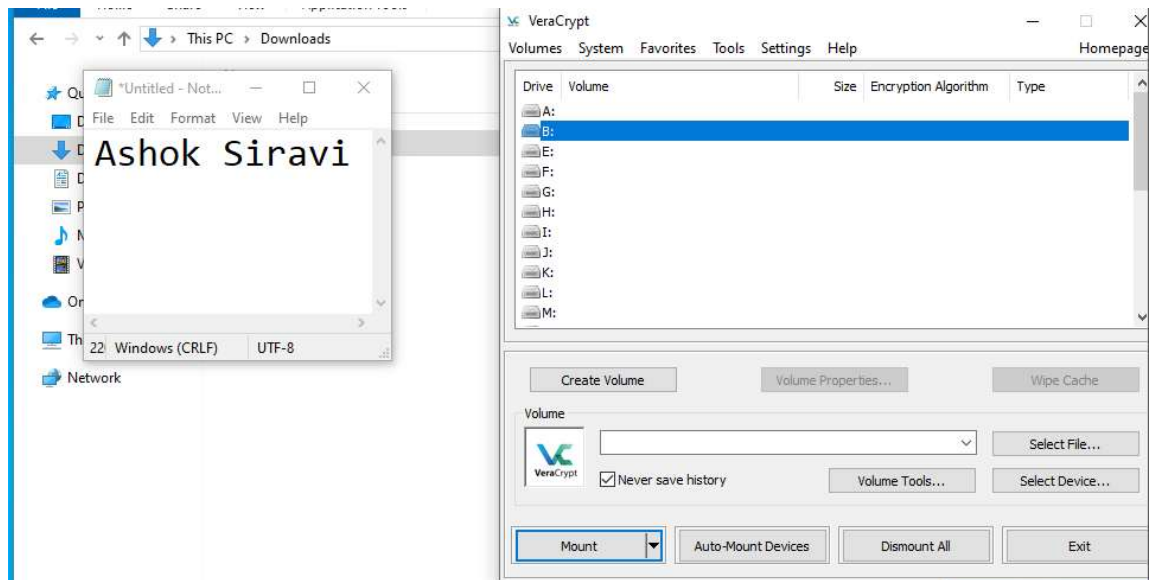 This PC > Downloads
*Untitled - Not...
File Edit Format View Help
Ashok Siravi
Windows (CRLF) UTF-8
Network
VeraCrypt
Volumes System Favorites Tools Settings Help Homepage
Drive Volume Size Encryption Algorithm Type
A:
B:
E:
F:
G:
H:
I:
J:
K:
L:
M:
Create Volume Volume Properties... Wipe Cache
Volume
VeraCrypt
Select File...
Never save history Volume Tools... Select Device...
Mount Auto-Mount Devices Dismount All Exit